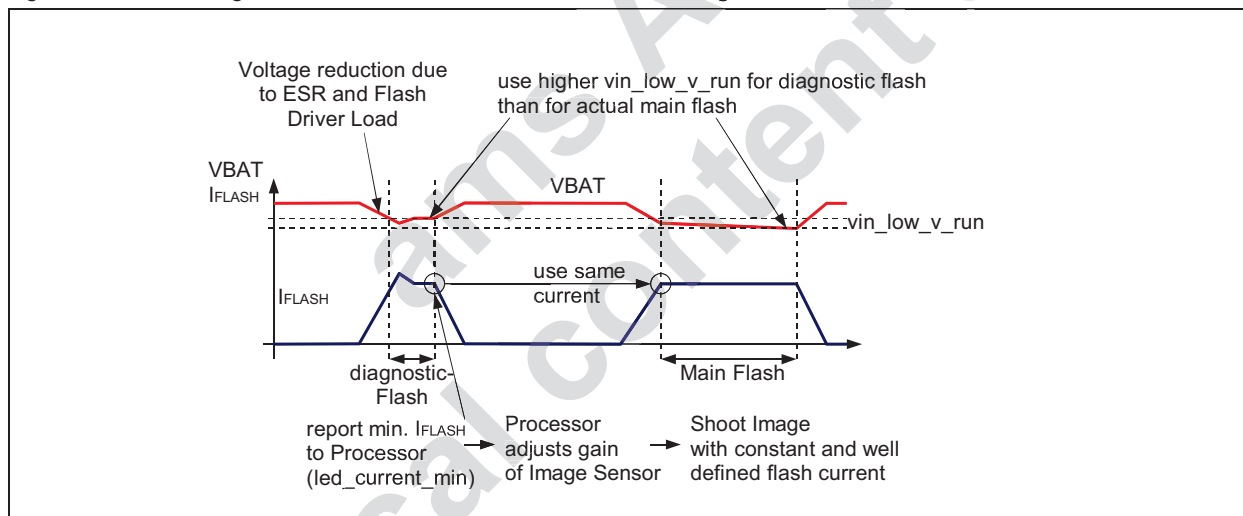 Voltage reduction due
to ESR and Flash
Driver Load
use higher vin_low_v_run for diagnostic flash
than for actual main flash
VBAT
IFLASH
VBAT
vin_low_v_run
IFLASH
use same
current
diagnostic-
Flash
Main Flash
report min. IFLASH
to Processor
(led_current_min)
Processor
adjusts gain
of Image Sensor
Shoot Image
with constant and well
defined flash current